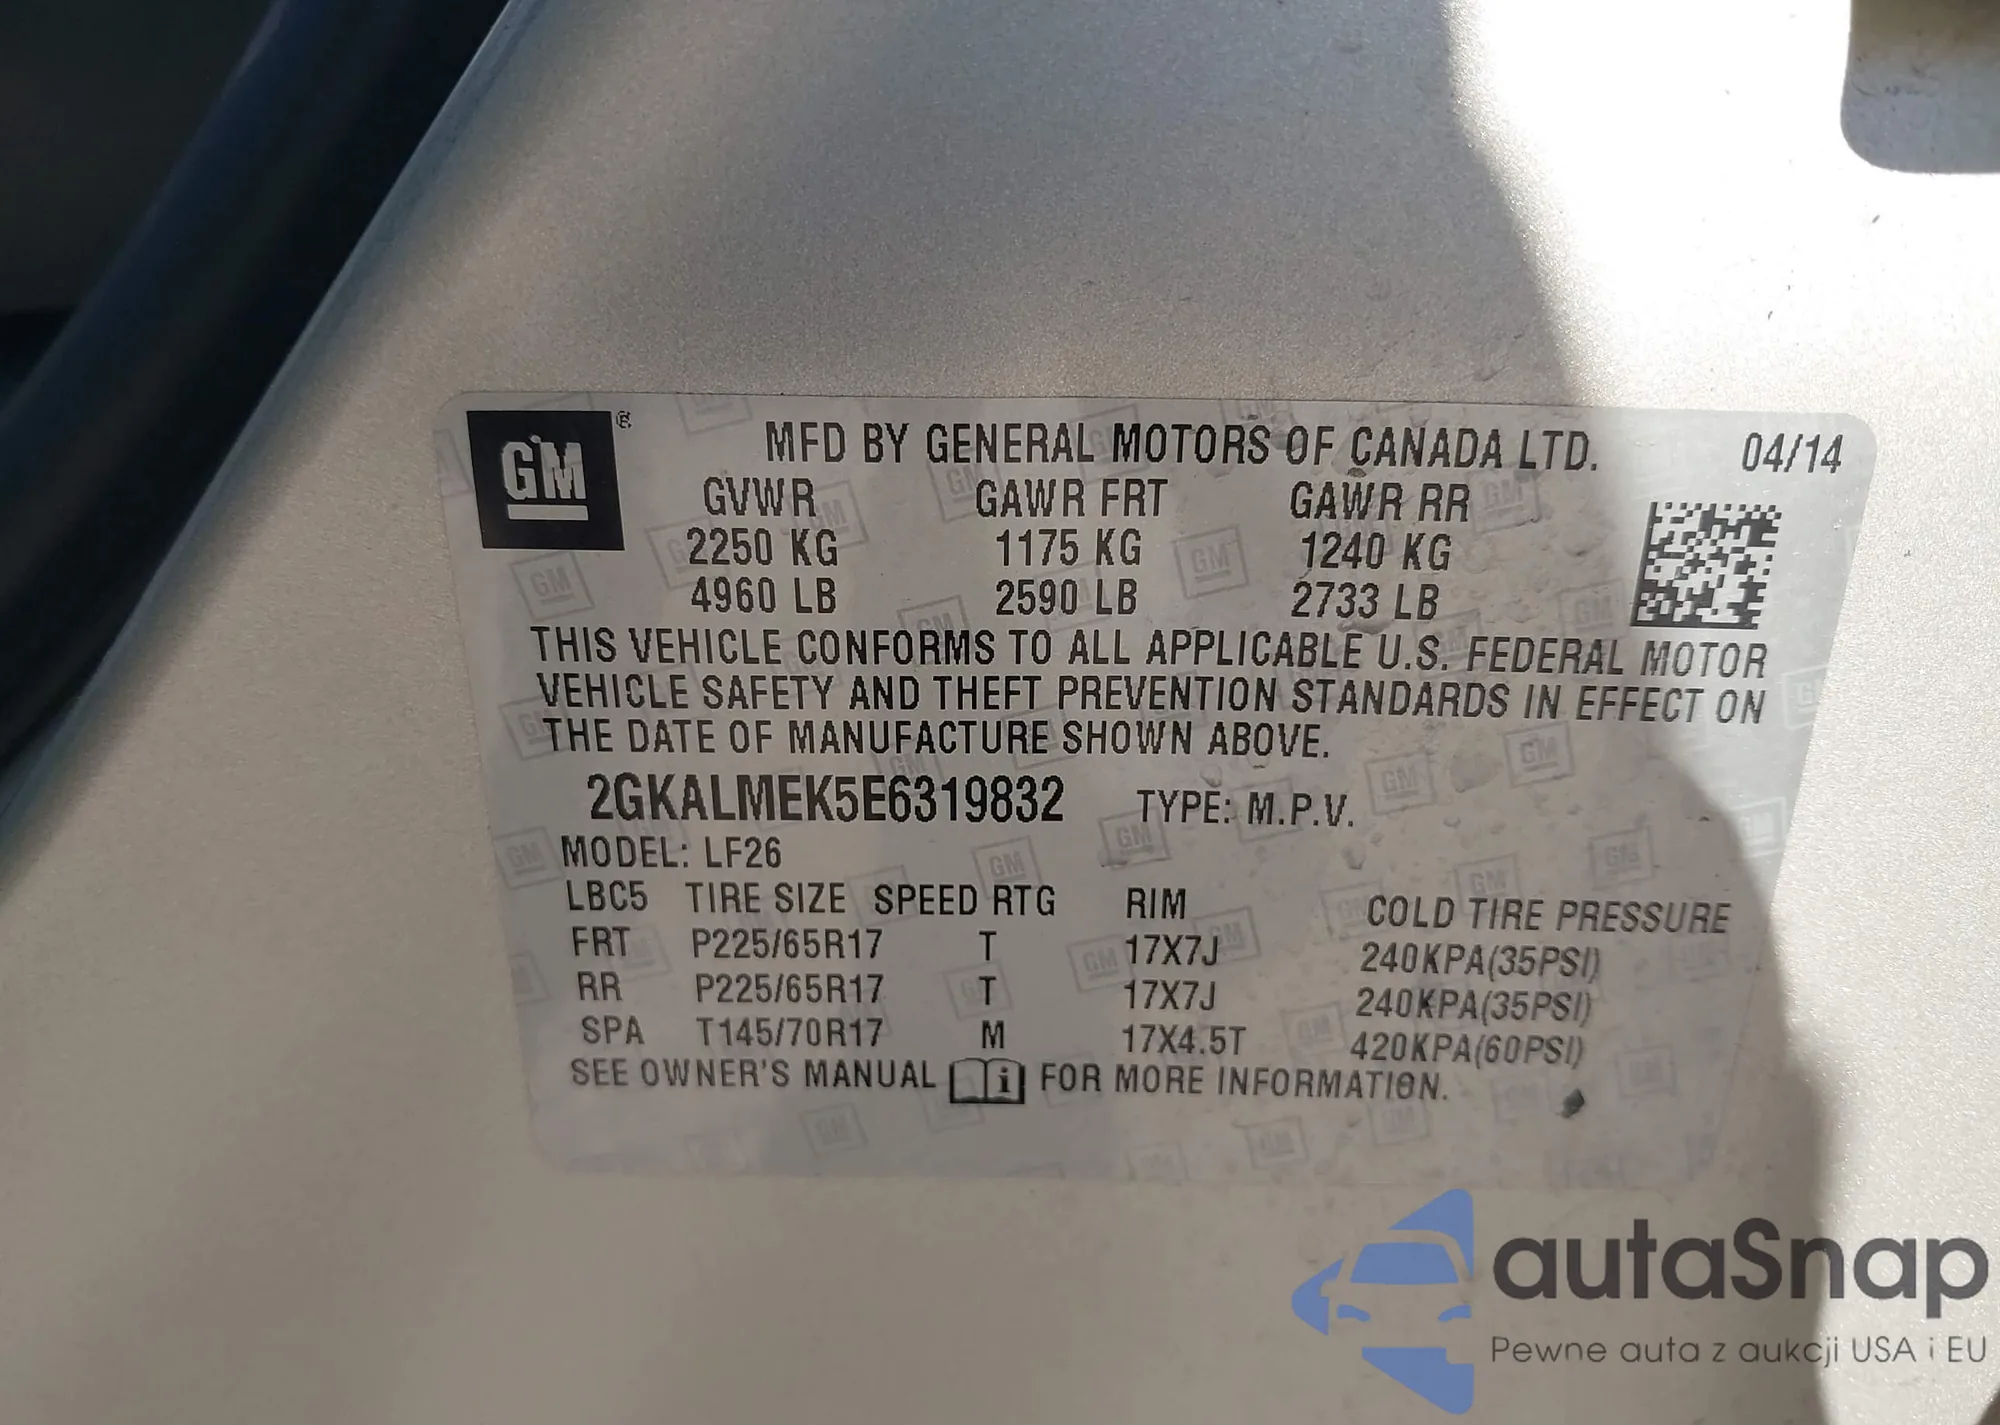 GM ®
MFD BY GENERAL MOTORS OF CANADA LTD. 04/14
GVWR GAWR FRT GAWR RR
2250 KG 1175 KG 1240 KG
4960 LB 2590 LB 2733 LB
THIS VEHICLE CONFORMS TO ALL APPLICABLE U.S. FEDERAL MOTOR
VEHICLE SAFETY AND THEFT PREVENTION STANDARDS IN EFFECT ON
THE DATE OF MANUFACTURE SHOWN ABOVE.
2GKALMEK5E6319832 TYPE: M.P.V.
MODEL: LF26
LBC5 TIRE SIZE SPEED RTG RIM COLD TIRE PRESSURE
FRT P225/65R17 T 17X7J 240KPA(35PSI)
RR P225/65R17 T 17X7J 240KPA(35PSI)
SPA T145/70R17 M 17X4.5T 420KPA(60PSI)
SEE OWNER'S MANUAL i FOR MORE INFORMATION.
autaSnap
Pewne auta z aukcji USA i EU